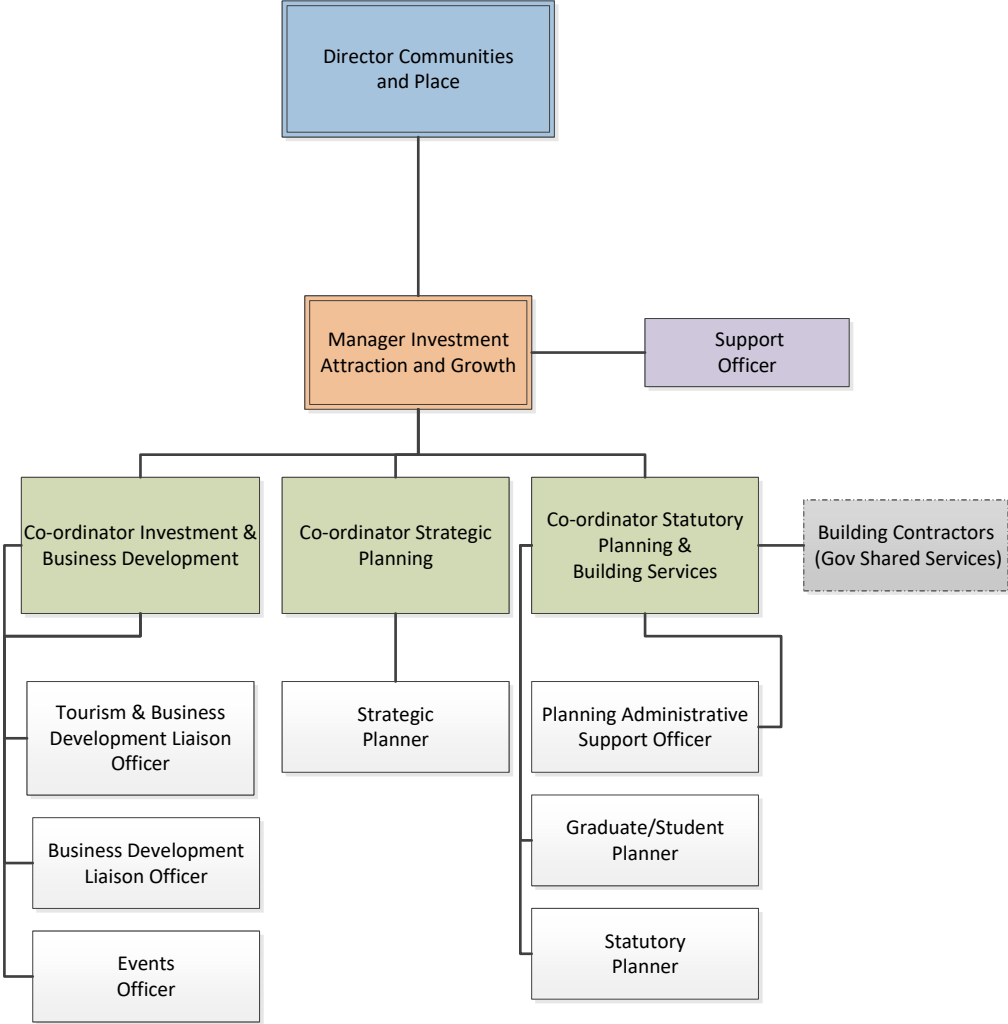 Director Communities
and Place
Manager Investment
Attraction and Growth
Support
Officer
Co-ordinator Investment &
Business Development
Co-ordinator Strategic
Planning
Co-ordinator Statutory
Planning &
Building Services
Building Contractors
(Gov Shared Services)
Tourism & Business
Development Liaison
Officer
Strategic
Planner
Planning Administrative
Support Officer
Business Development
Liaison Officer
Graduate/Student
Planner
Events
Officer
Statutory
Planner